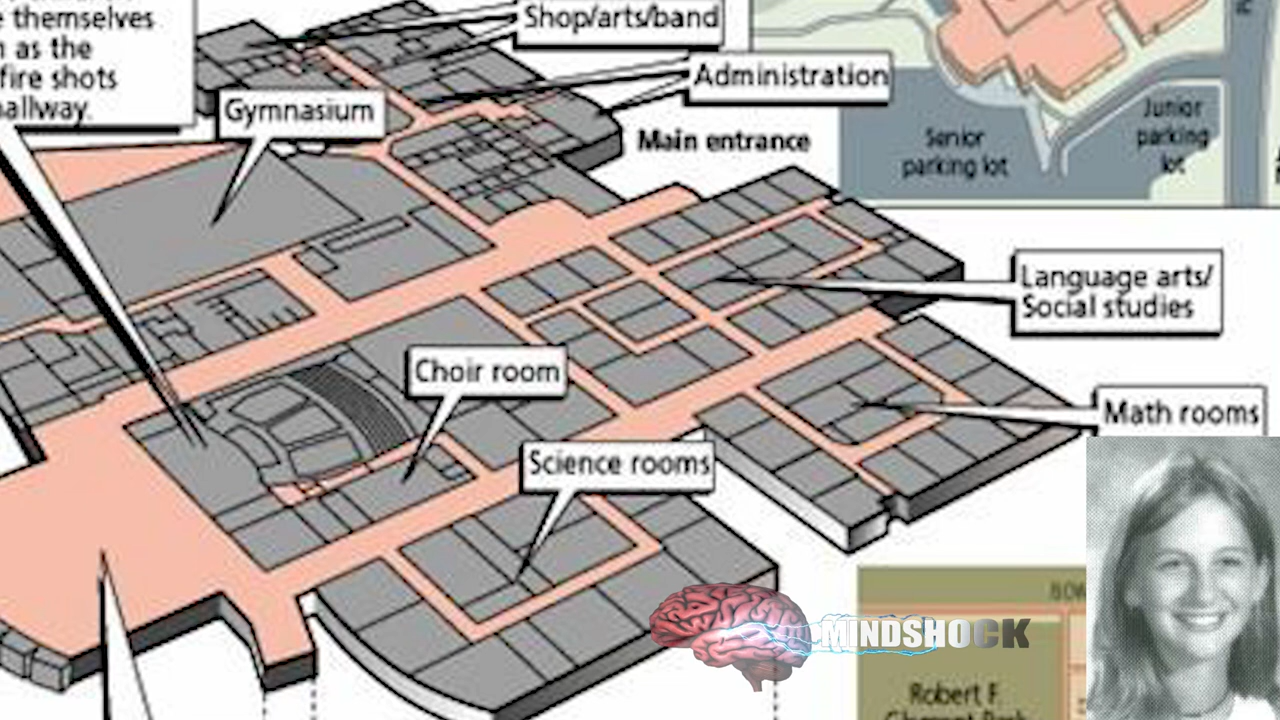 e themselves
n as the
fire shots
hallway.
Shop/arts/band
Administration
Gymnasium
Main entrance
Senior
parking lot
Junior
parking
lot
Language arts/
Social studies
Choir room
Math rooms
Science rooms
MINDSHOCK
BOW
Robert F.